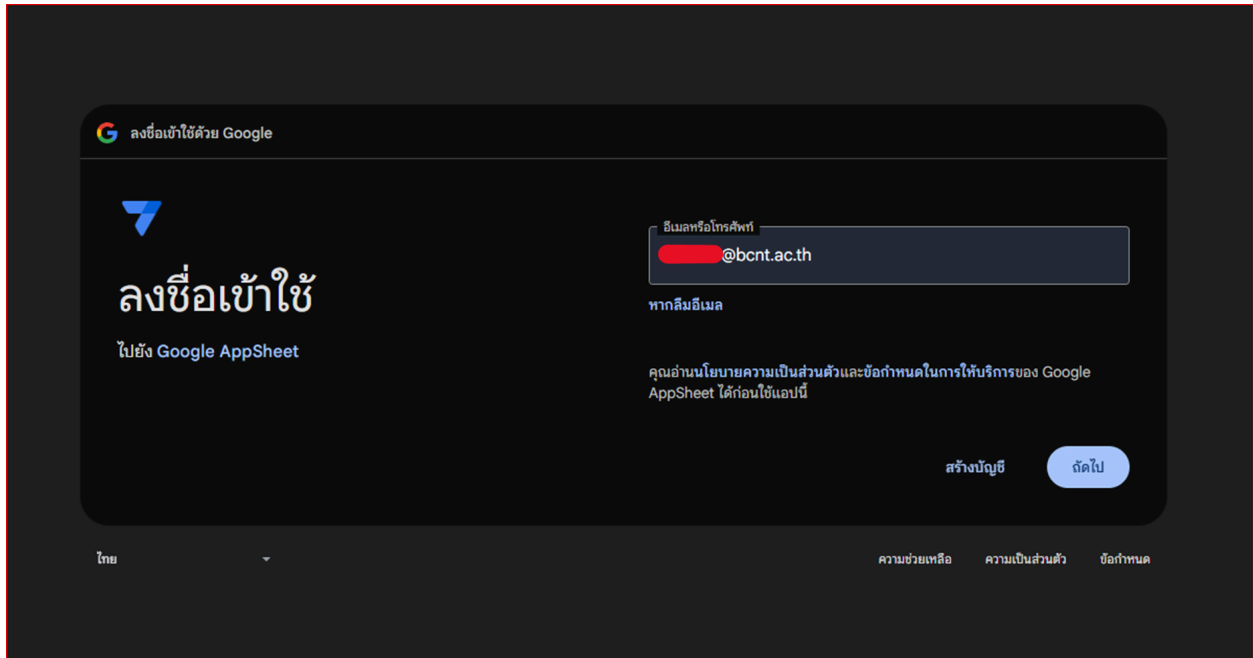 ลงชื่อเข้าใช้ด้วย Google
ลงชื่อเข้าใช้
ไปยัง Google AppSheet
อีเมลหรือโทรศัพท์
@bcnt.ac.th
หากลืมอีเมล
คุณอ่านนโยบายความเป็นส่วนตัวและข้อกำหนดในการให้บริการของ Google
AppSheet ได้ก่อนใช้แอปนี้
สร้างบัญชี
ถัดไป
ไทย
ความช่วยเหลือ
ความเป็นส่วนตัว
ข้อกำหนด